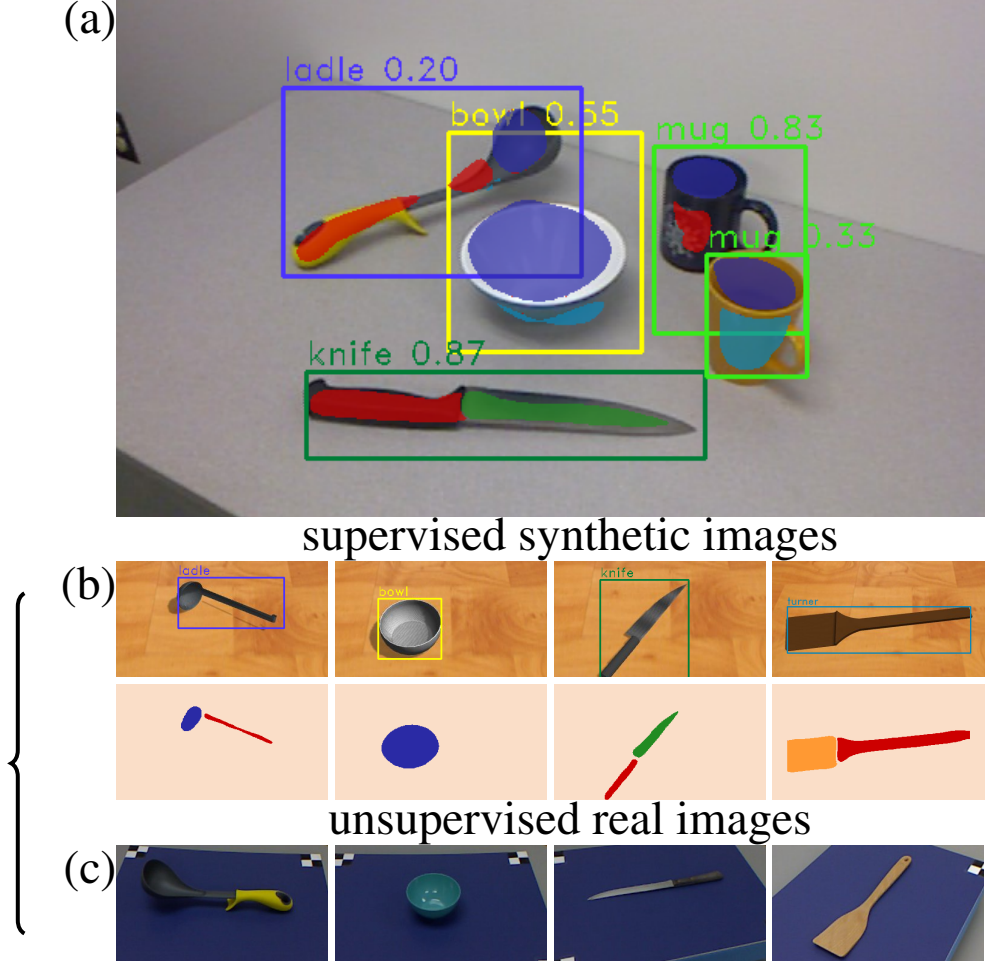 (a)
ladle 0.20
bowl 0.55
mug 0.83
mug 0.33
knife 0.87
supervised synthetic images
(b)
ladle
bowl
knife
turner
unsupervised real images
(c)